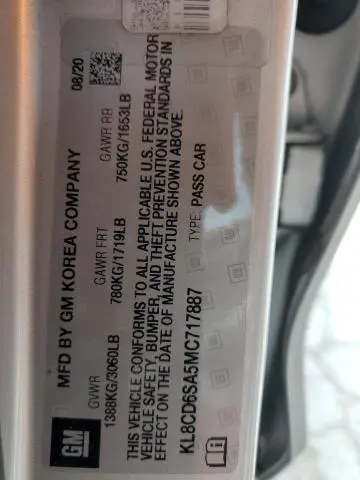 GM
MFD BY GM KOREA COMPANY 08/20
GVWR GAWR FRT GAWR RR
1388KG/3060LB 780KG/1719LB 750KG/1653LB
THIS VEHICLE CONFORMS TO ALL APPLICABLE U.S. FEDERAL MOTOR
VEHICLE SAFETY, BUMPER, AND THEFT PREVENTION STANDARDS IN
EFFECT ON THE DATE OF MANUFACTURE SHOWN ABOVE.
KL8CD6SA5MC717887 TYPE: PASS CAR